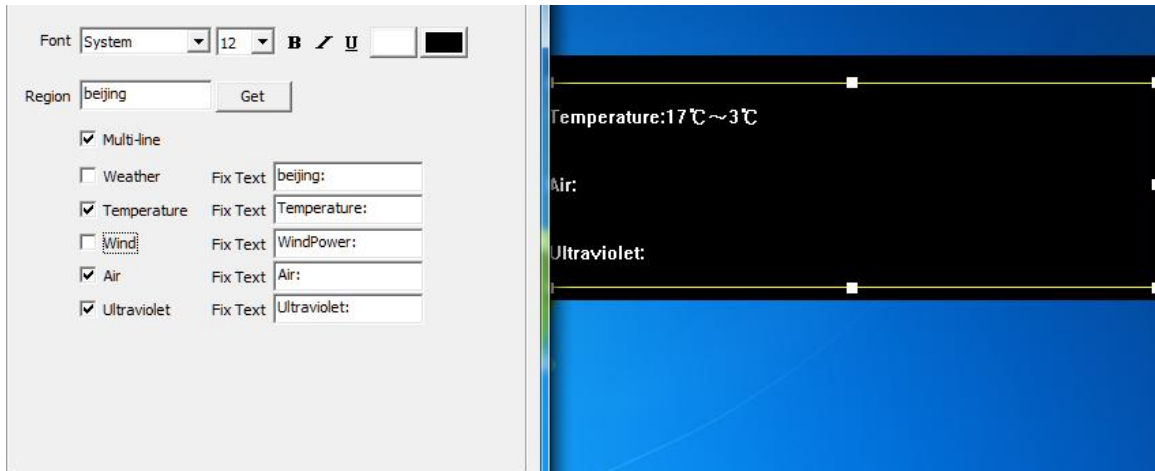 Font System 12 B I U
Region beijing Get
Multi-line
Weather Fix Text beijing:
Temperature Fix Text Temperature:
Wind Fix Text WindPower:
Air Fix Text Air:
Ultraviolet Fix Text Ultraviolet:
Temperature:17℃～3℃
Air:
Ultraviolet: